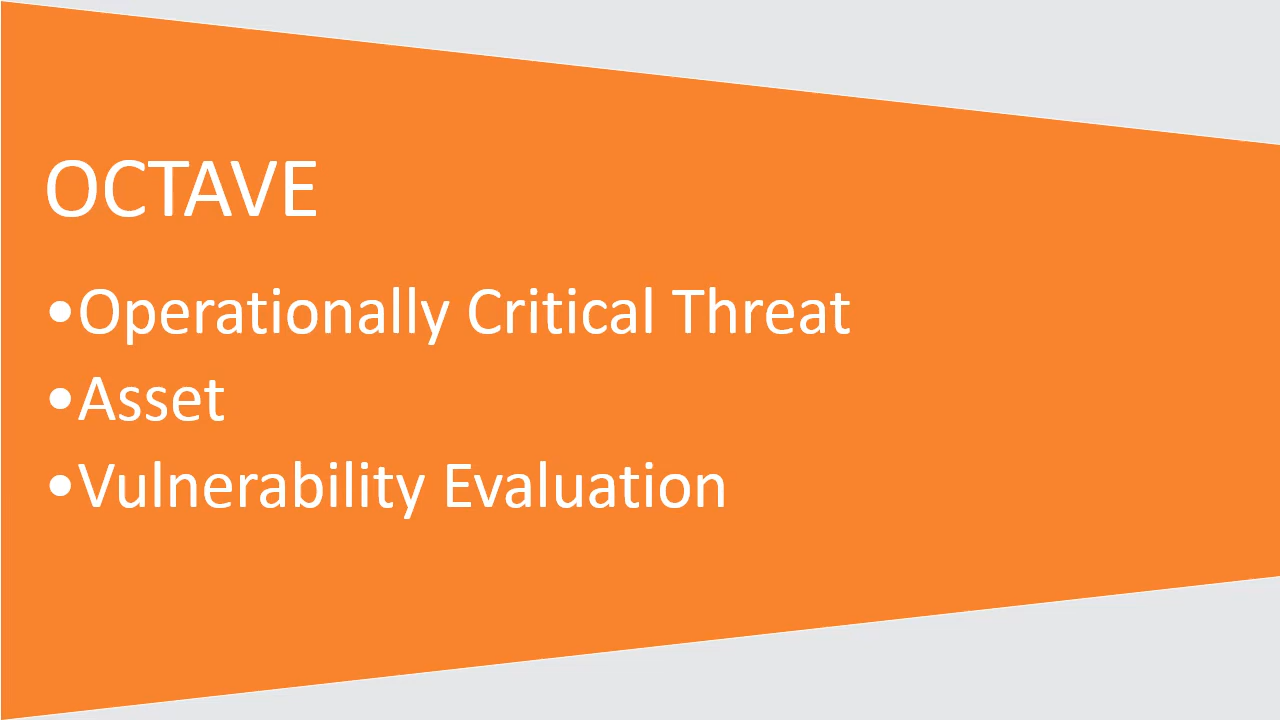 OCTAVE
•Operationally Critical Threat
•Asset
•Vulnerability Evaluation